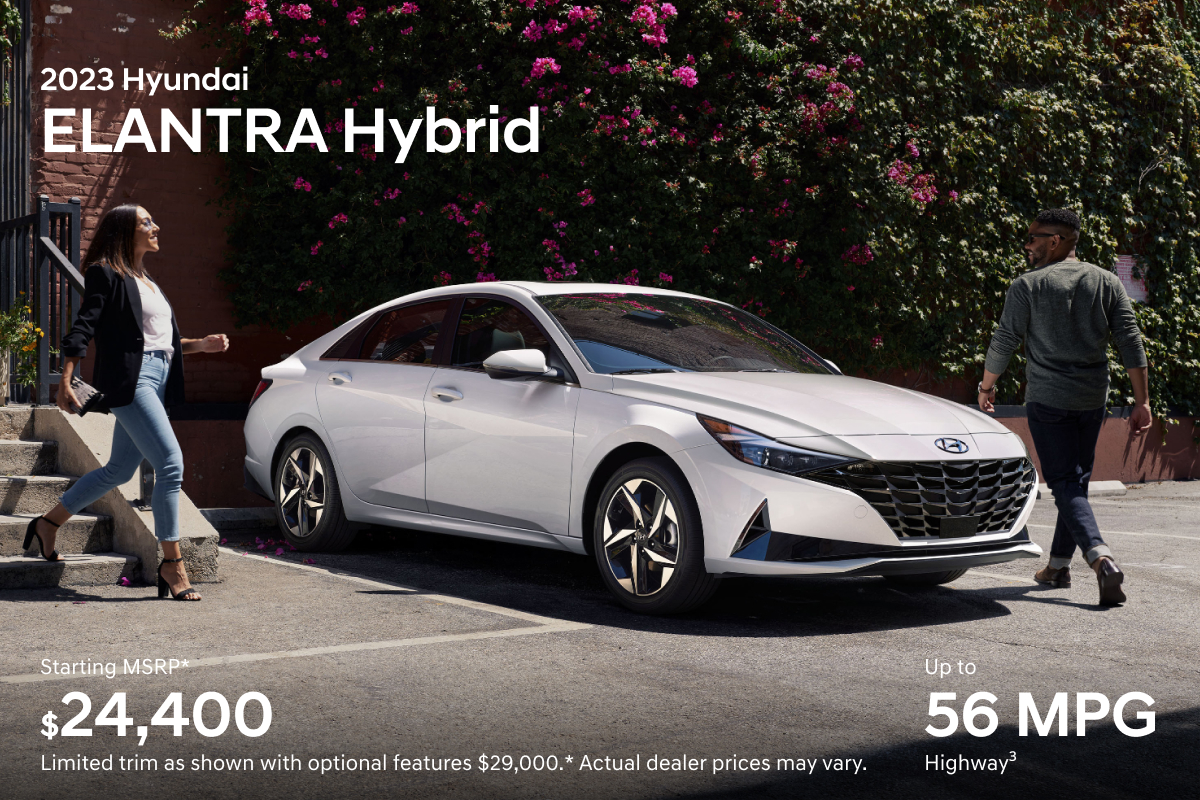 2023 Hyundai
ELANTRA Hybrid
Starting MSRP*
$24,400
Limited trim as shown with optional features $29,000.* Actual dealer prices may vary.
Up to
56 MPG
Highway³